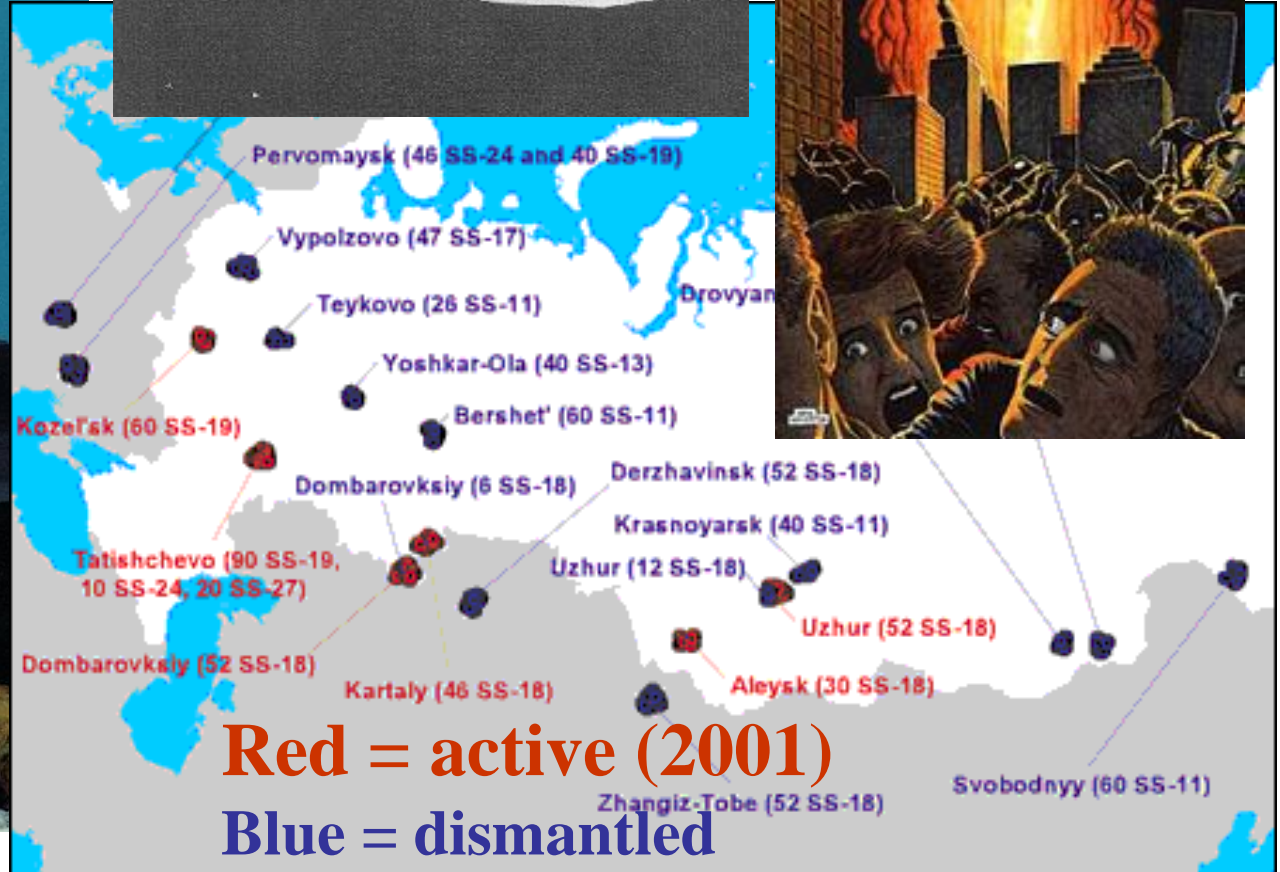 Pervomaysk (46 SS-24 and 40 SS-19)
Vypolzovo (47 SS-17)
Drovyan
Teykovo (26 SS-11)
Yoshkar-Ola (40 SS-13)
Kozel'sk (60 SS-19)
Bershet' (60 SS-11)
Dombarovksiy (6 SS-18)
Derzhavinsk (52 SS-18)
Krasnoyarsk (40 SS-11)
Tatishchevo (90 SS-19,
10 SS-24, 20 SS-27)
Uzhur (12 SS-18)
Uzhur (52 SS-18)
Dombarovksiy (52 SS-18)
Kartaly (46 SS-18)
Aleysk (30 SS-18)
Red = active (2001)
Svobodnyy (60 SS-11)
Zhangiz-Tobe (52 SS-18)
Blue = dismantled